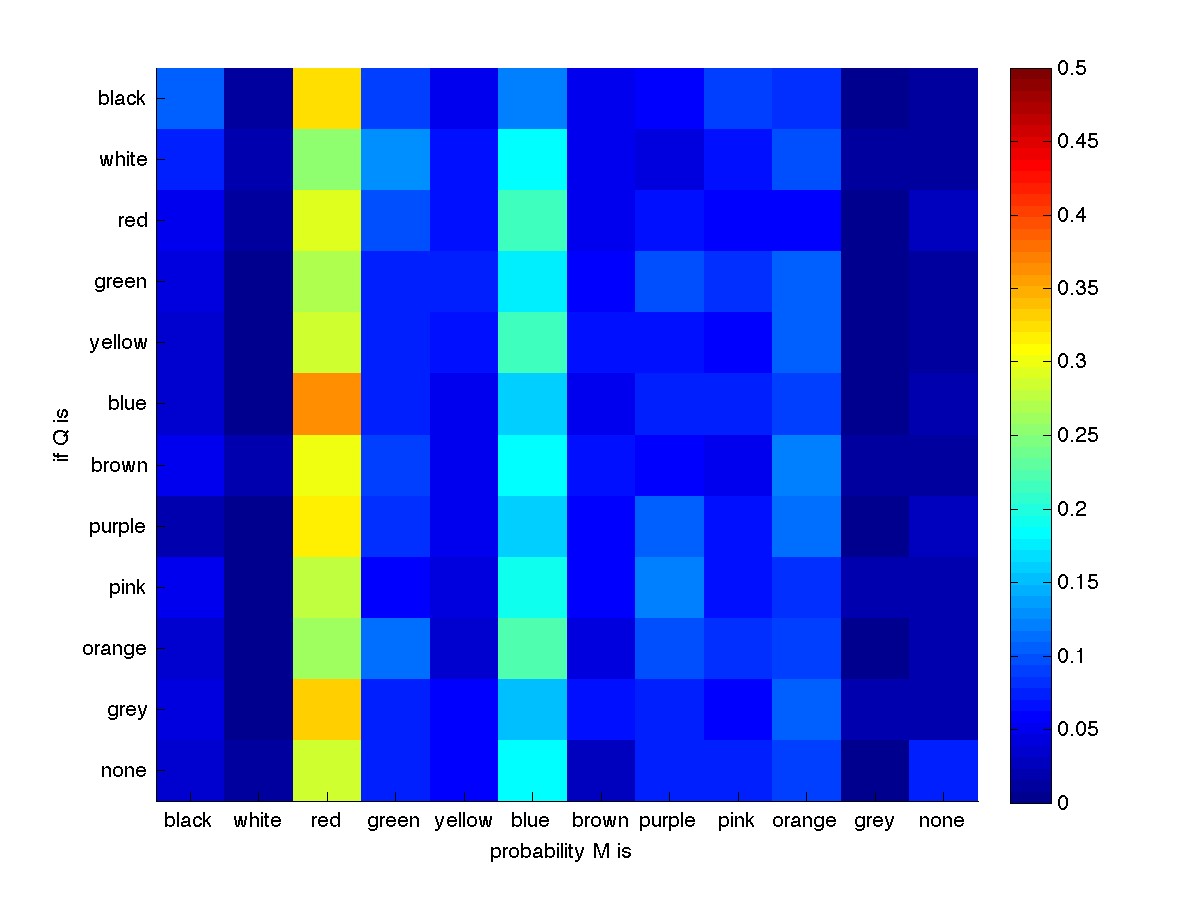 black
white
red
green
yellow
blue
brown
purple
pink
orange
grey
none
if Q is
black white red green yellow blue brown purple pink orange grey none
probability M is
0.5
0.45
0.4
0.35
0.3
0.25
0.2
0.15
0.1
0.05
0